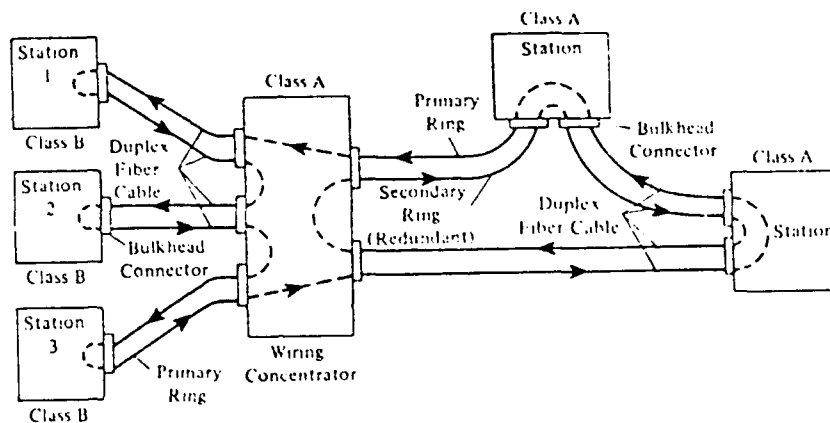 Class A
Station
Station
1
Class B
Class A
Duplex
Fiber
Cable
Primary
Ring
Bulkhead
Connector
Class A
Station
2
Class B
Bulkhead
Connector
Secondary
Ring
(Redundant)
Duplex
Fiber Cable
Station
Station
3
Class B
Primary
Ring
Wiring
Concentrator